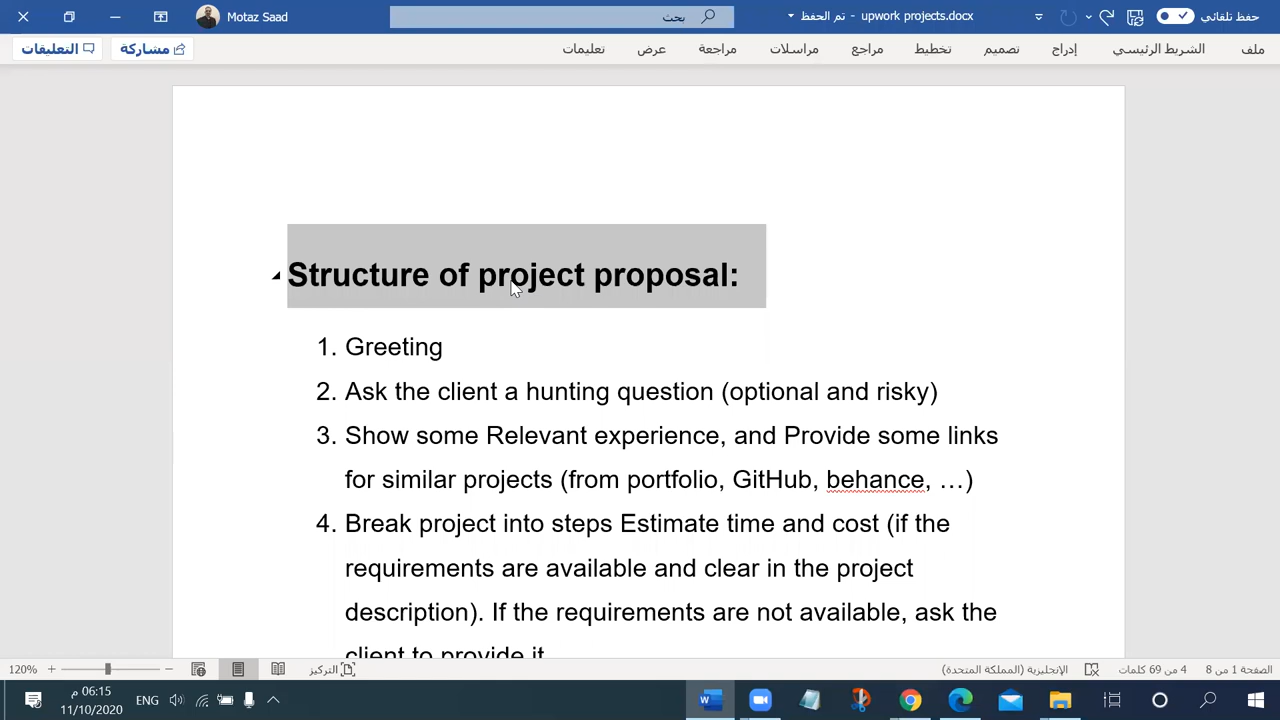 Motaz Saad
بحث
upwork projects.docx - تم الحفظ
حفظ تلقائي
ملف الشريط الرئيسي إدراج تصميم تخطيط مراجع مراسلات مراجعة عرض تعليمات
مشاركة
التعليقات
Structure of project proposal:
1. Greeting
2. Ask the client a hunting question (optional and risky)
3. Show some Relevant experience, and Provide some links
for similar projects (from portfolio, GitHub, behance, …)
4. Break project into steps Estimate time and cost (if the
requirements are available and clear in the project
description). If the requirements are not available, ask the
client to provide it
الصفحة 1 من 8
4 من 69 كلمات
الإنجليزية (المملكة المتحدة)
التركيز
120%
06:15 م
11/10/2020
ENG